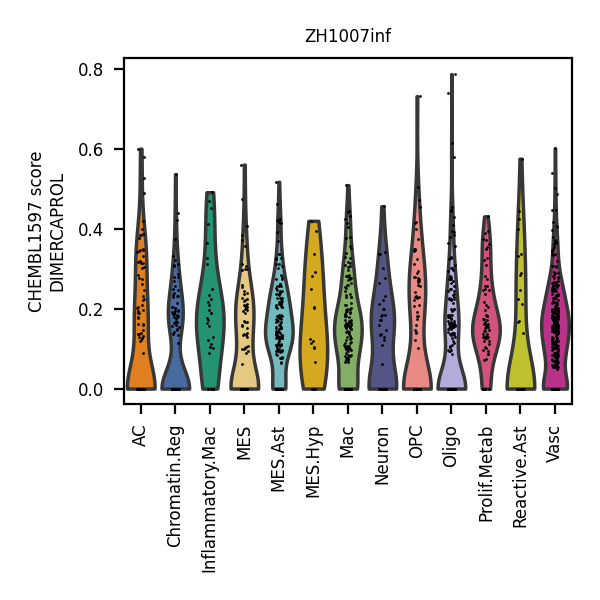 ZH1007inf
CHEMBL1597 score
DIMERCAPROL
0.8
0.6
0.4
0.2
0.0
AC
Chromatin.Reg
Inflammatory.Mac
MES
MES.Ast
MES.Hyp
Mac
Neuron
OPC
Oligo
Prolif.Metab
Reactive.Ast
Vasc